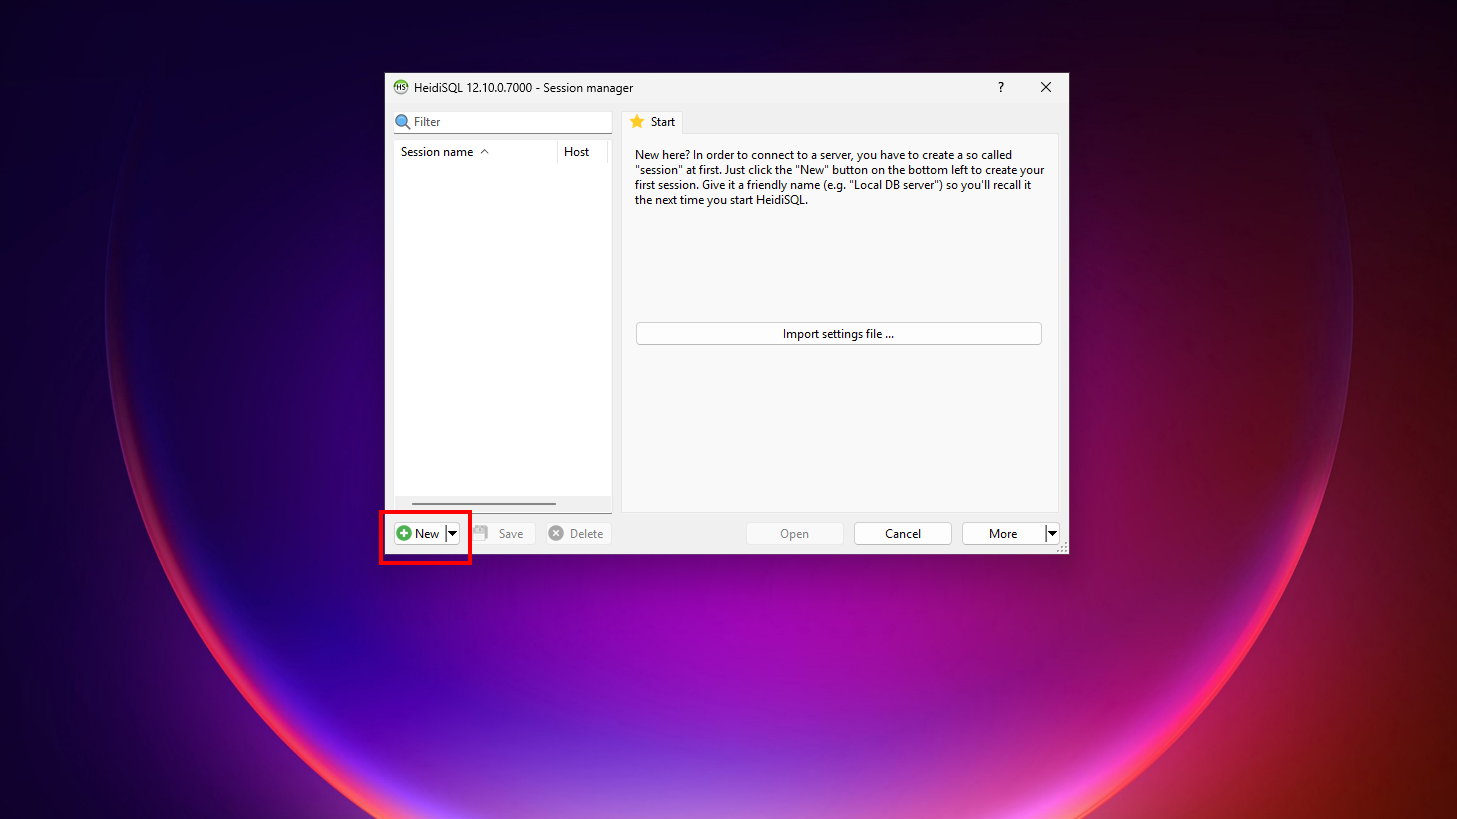 HS HeidiSQL 12.10.0.7000 - Session manager
?
Filter
Start
Session name
Host
New here? In order to connect to a server, you have to create a so called
"session" at first. Just click the "New" button on the bottom left to create your
first session. Give it a friendly name (e.g. "Local DB server") so you'll recall it
the next time you start HeidiSQL.
Import settings file ...
New
Save
Delete
Open
Cancel
More